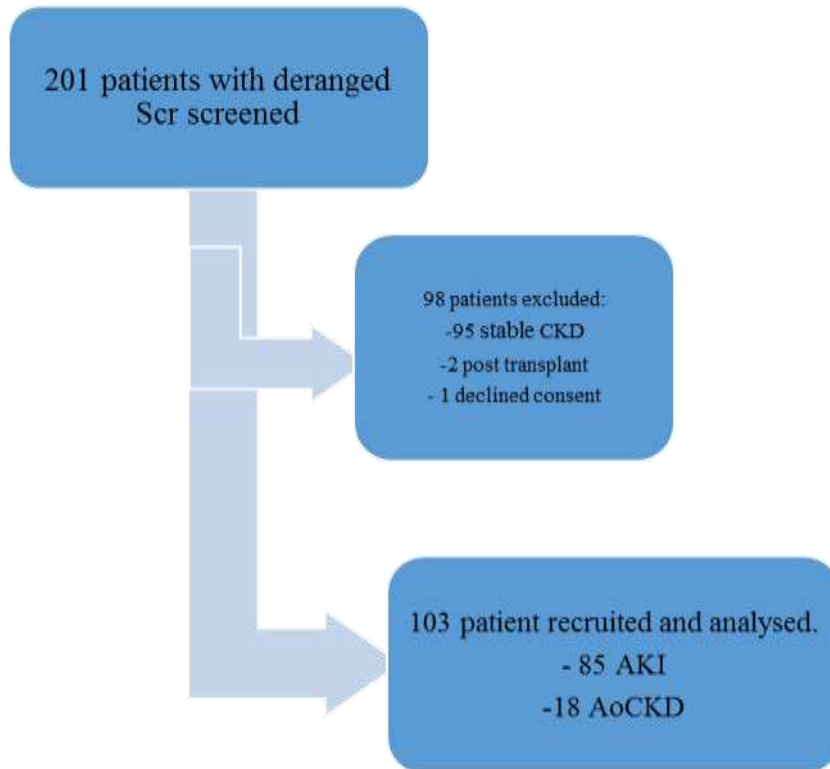 201 patients with deranged
Scr screened
98 patients excluded:
-95 stable CKD
-2 post transplant
- 1 declined consent
103 patient recruited and analysed.
- 85 AKI
-18 AoCKD